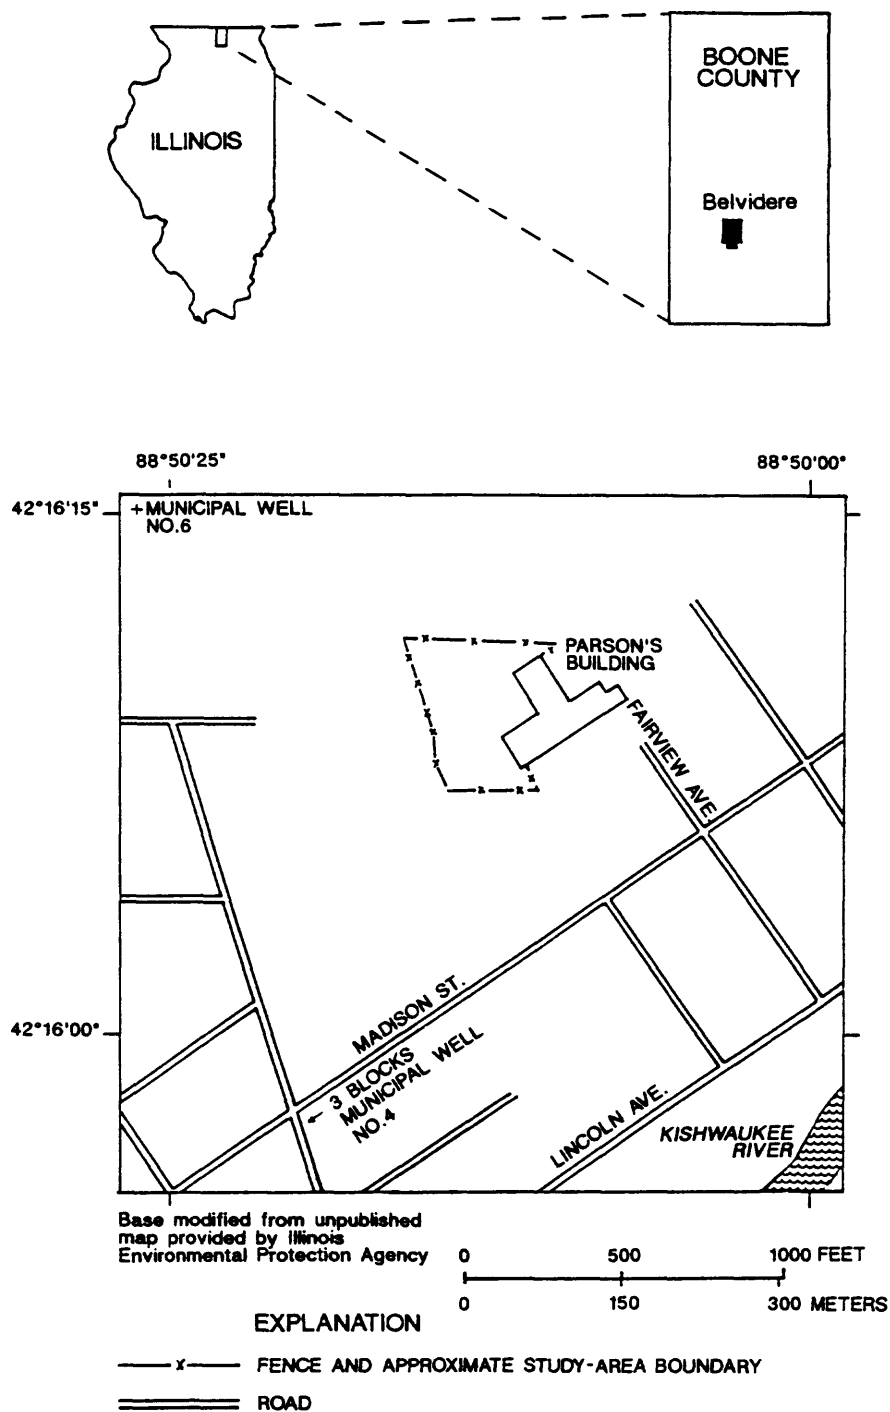 ILLINOIS
BOONE
COUNTY
Belvidere
88°50'25"
88°50'00"
42°16'15"
+MUNICIPAL WELL
NO.6
PARSON'S
BUILDING
FAIRVIEW AVE.
42°16'00"
MADISON ST.
3 BLOCKS
MUNICIPAL WELL
NO.4
LINCOLN AVE.
KISHWAUKEE
RIVER
Base modified from unpublished
map provided by Illinois
Environmental Protection Agency
0 500 1000 FEET
0 150 300 METERS
EXPLANATION
x FENCE AND APPROXIMATE STUDY-AREA BOUNDARY
ROAD